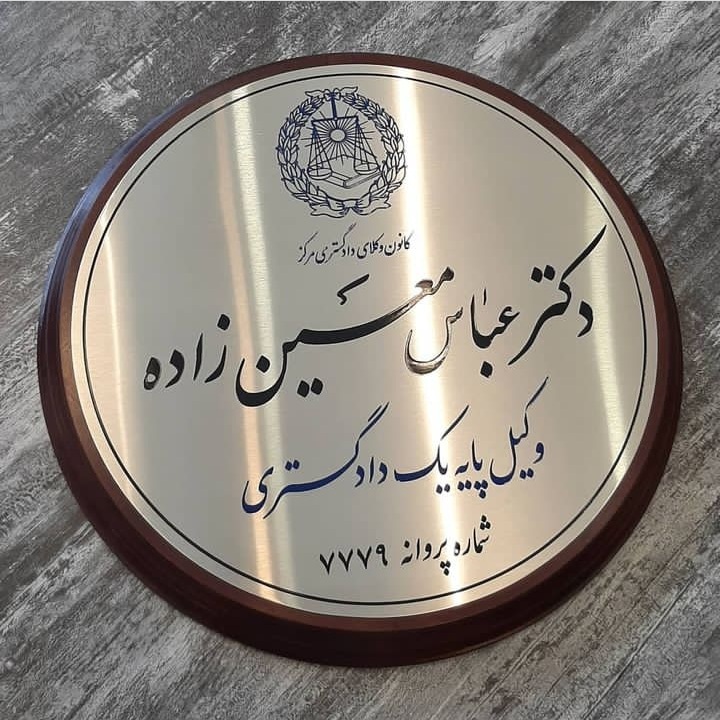 کانون وکلای دادگستری مرکز
دکتر عباس معین زاده
وکیل پایه یک دادگستری
شماره پروانه ۷۷۷۹